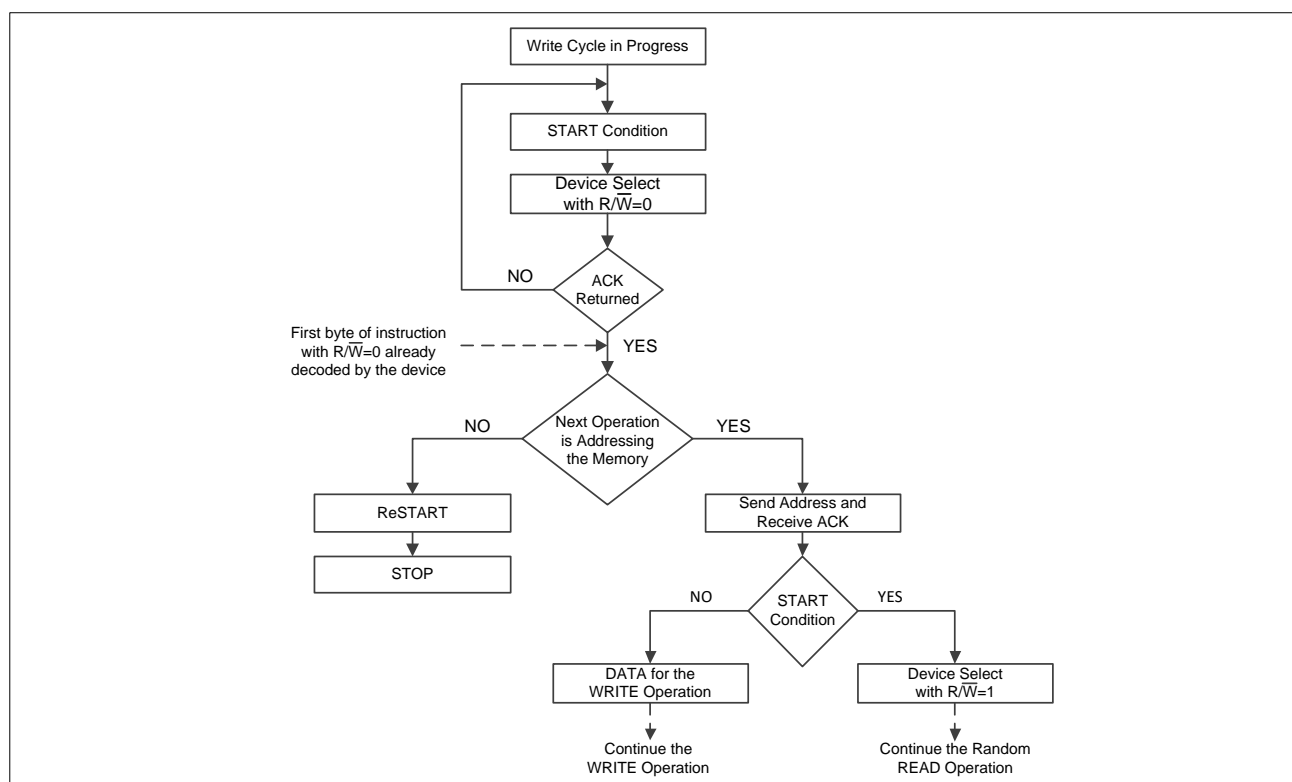 Write Cycle in Progress
START Condition
Device Select
with R/W̅=0
NO
ACK
Returned
First byte of instruction
with R/W̅=0 already
decoded by the device
YES
NO
Next Operation
is Addressing
the Memory
YES
ReSTART
Send Address and
Receive ACK
STOP
NO
START
Condition
YES
DATA for the
WRITE Operation
Device Select
with R/W̅=1
Continue the
WRITE Operation
Continue the Random
READ Operation